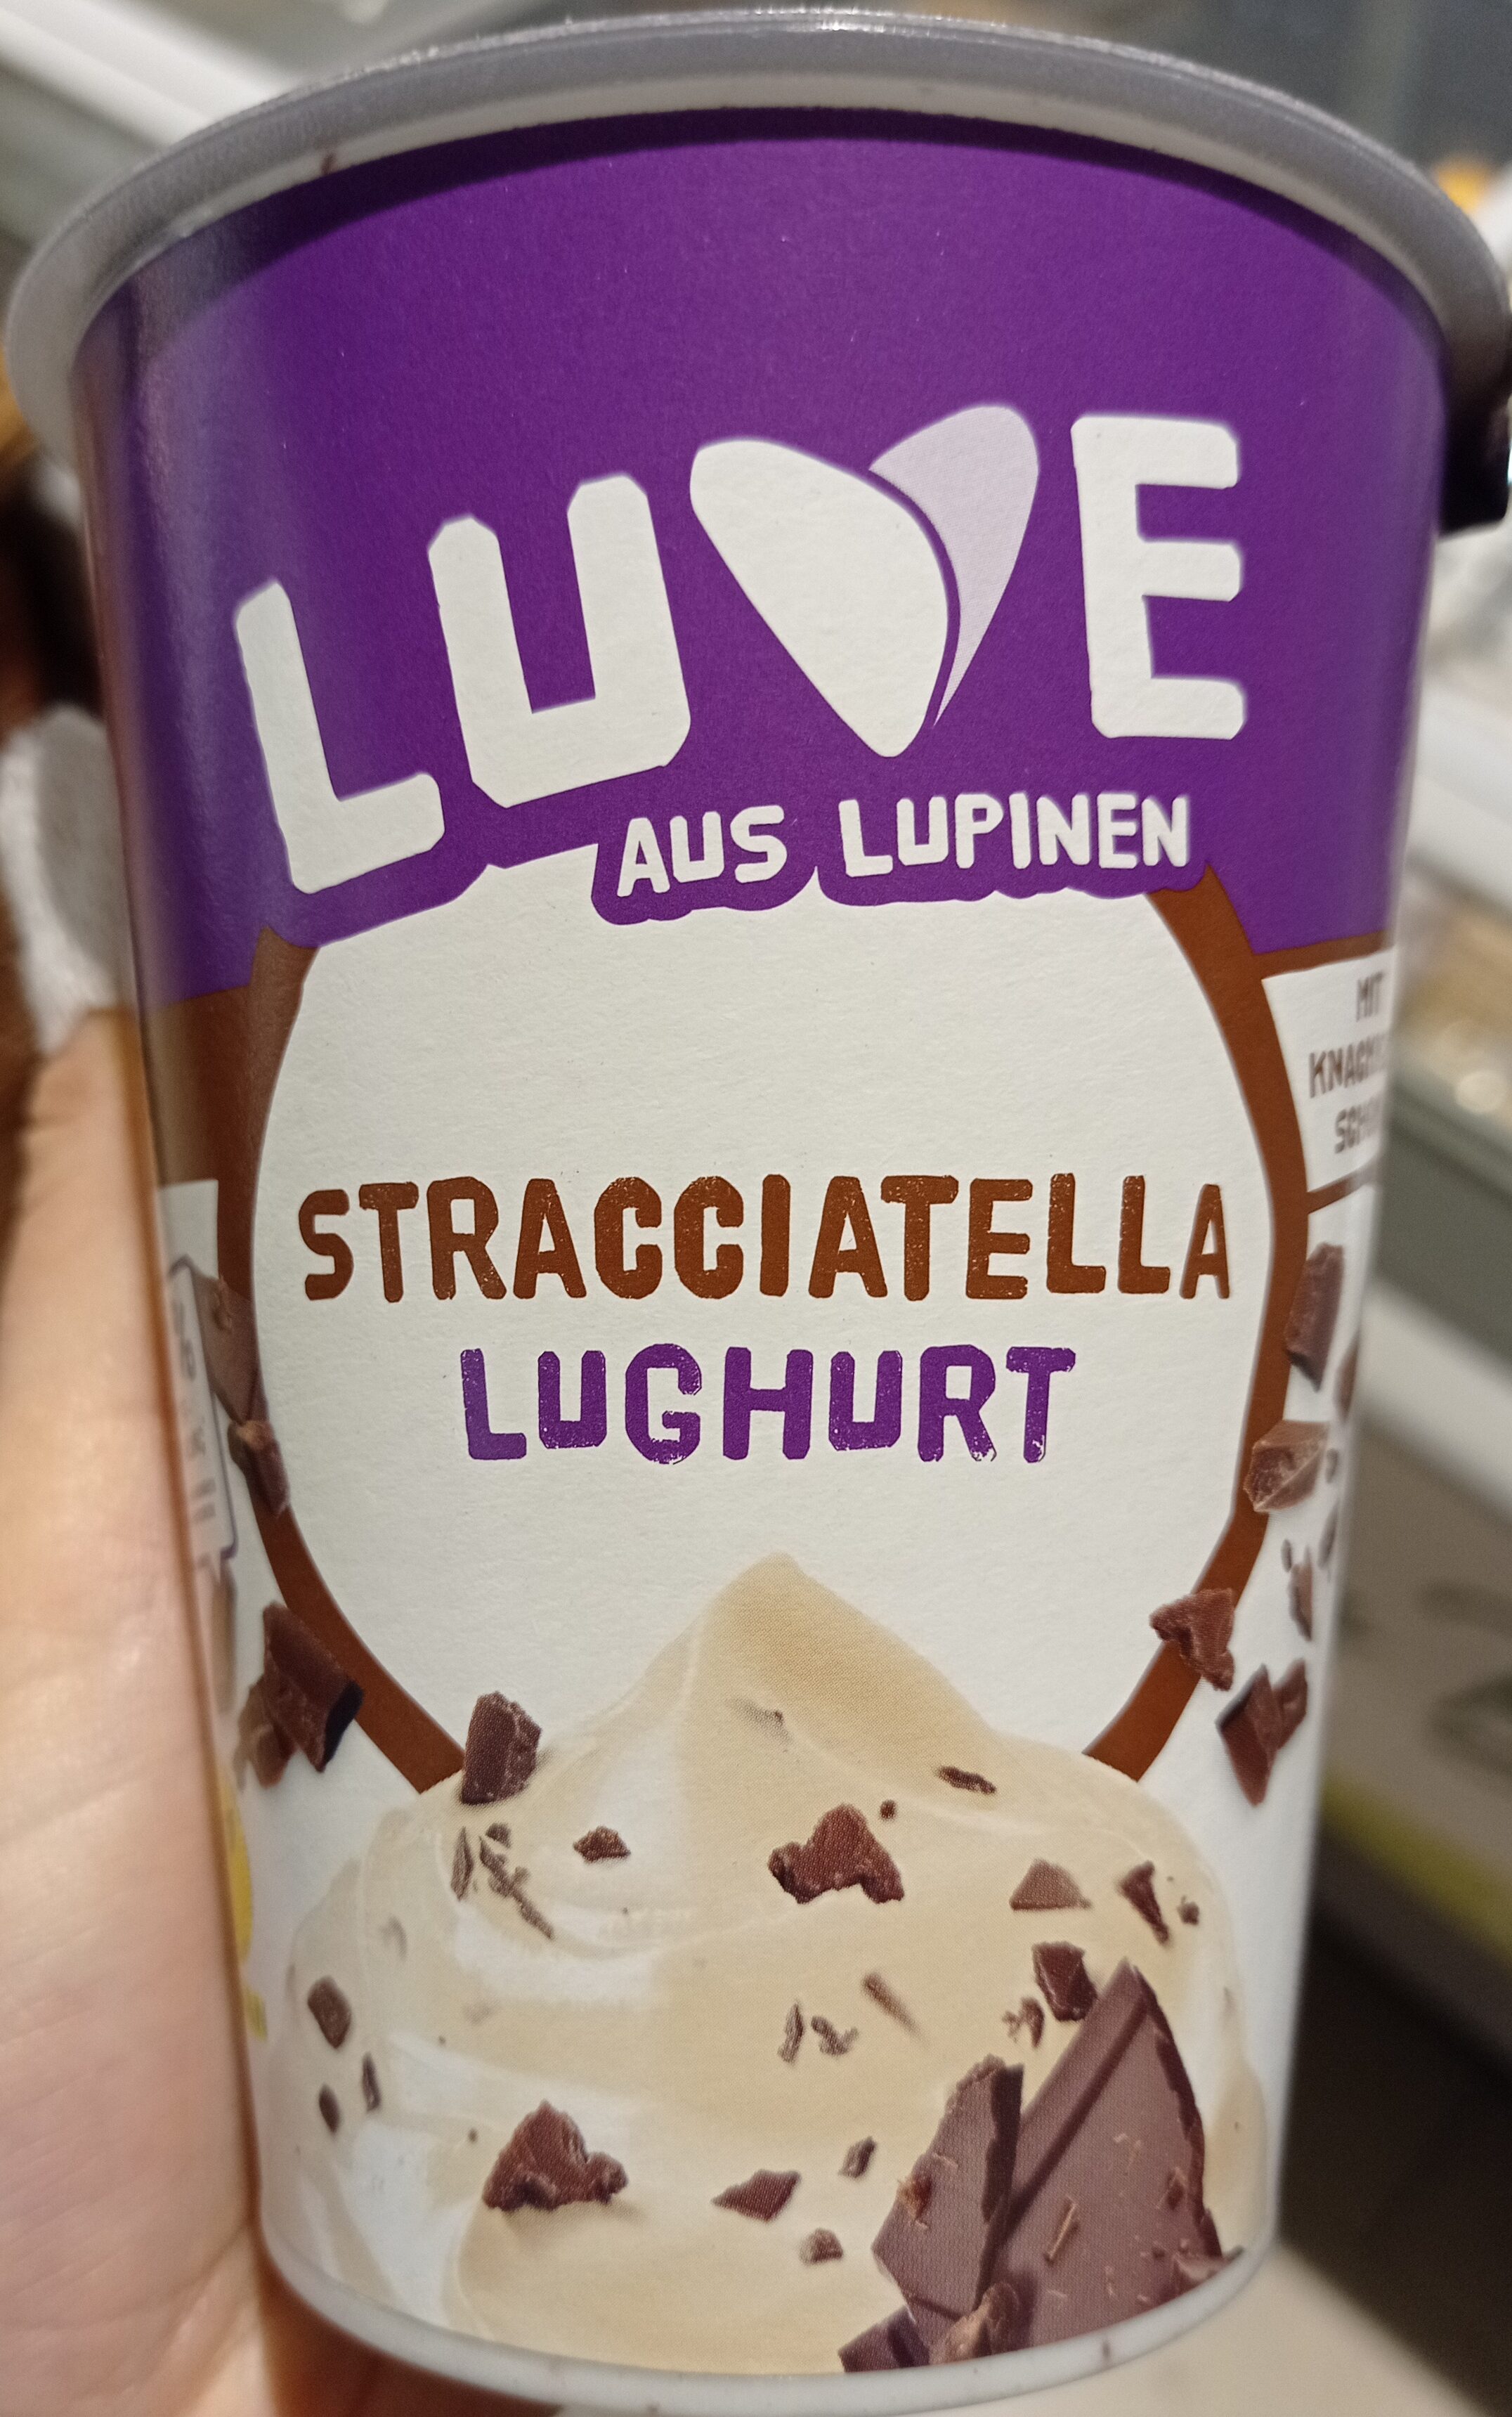 LUVE
AUS LUPINEN
MIT
STRACCIATELLA
LUGHURT